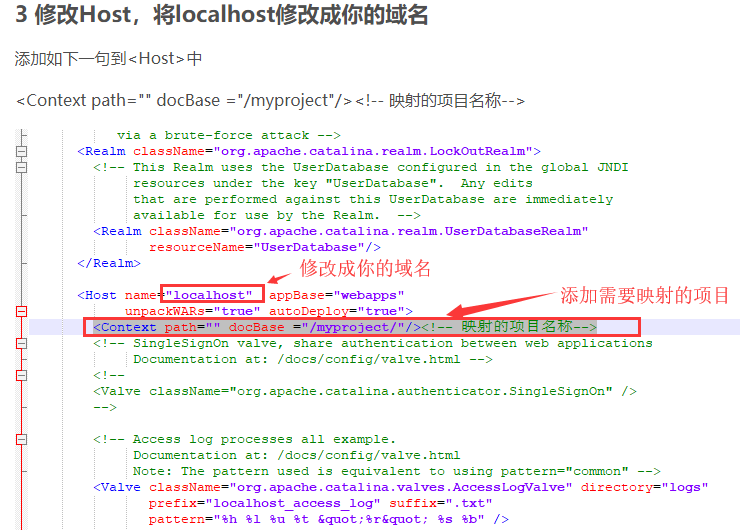 3 修改Host，将localhost修改成你的域名
添加如下一句到<Host>中
<Context path="" docBase ="/myproject"/><!-- 映射的项目名称-->
via a brute-force attack -->
<Realm className="org.apache.catalina.realm.LockOutRealm">
<!-- This Realm uses the UserDatabase configured in the global JNDI
resources under the key "UserDatabase".  Any edits
that are performed against this UserDatabase are immediately
available for use by the Realm.  -->
<Realm className="org.apache.catalina.realm.UserDatabaseRealm"
resourceName="UserDatabase"/>
</Realm>
修改成你的域名
<Host name="localhost"  appBase="webapps"
添加需要映射的项目
unpackWARs="true" autoDeploy="true">
<Context path="" docBase ="/myproject/"/><!-- 映射的项目名称-->
<!-- SingleSignOn valve, share authentication between web applications
Documentation at: /docs/config/valve.html -->
<!--
<Valve className="org.apache.catalina.authenticator.SingleSignOn" />
-->
<!-- Access log processes all example.
Documentation at: /docs/config/valve.html
Note: The pattern used is equivalent to using pattern="common" -->
<Valve className="org.apache.catalina.valves.AccessLogValve" directory="logs"
prefix="localhost_access_log" suffix=".txt"
pattern="%h %l %u %t &quot;%r&quot; %s %b" />